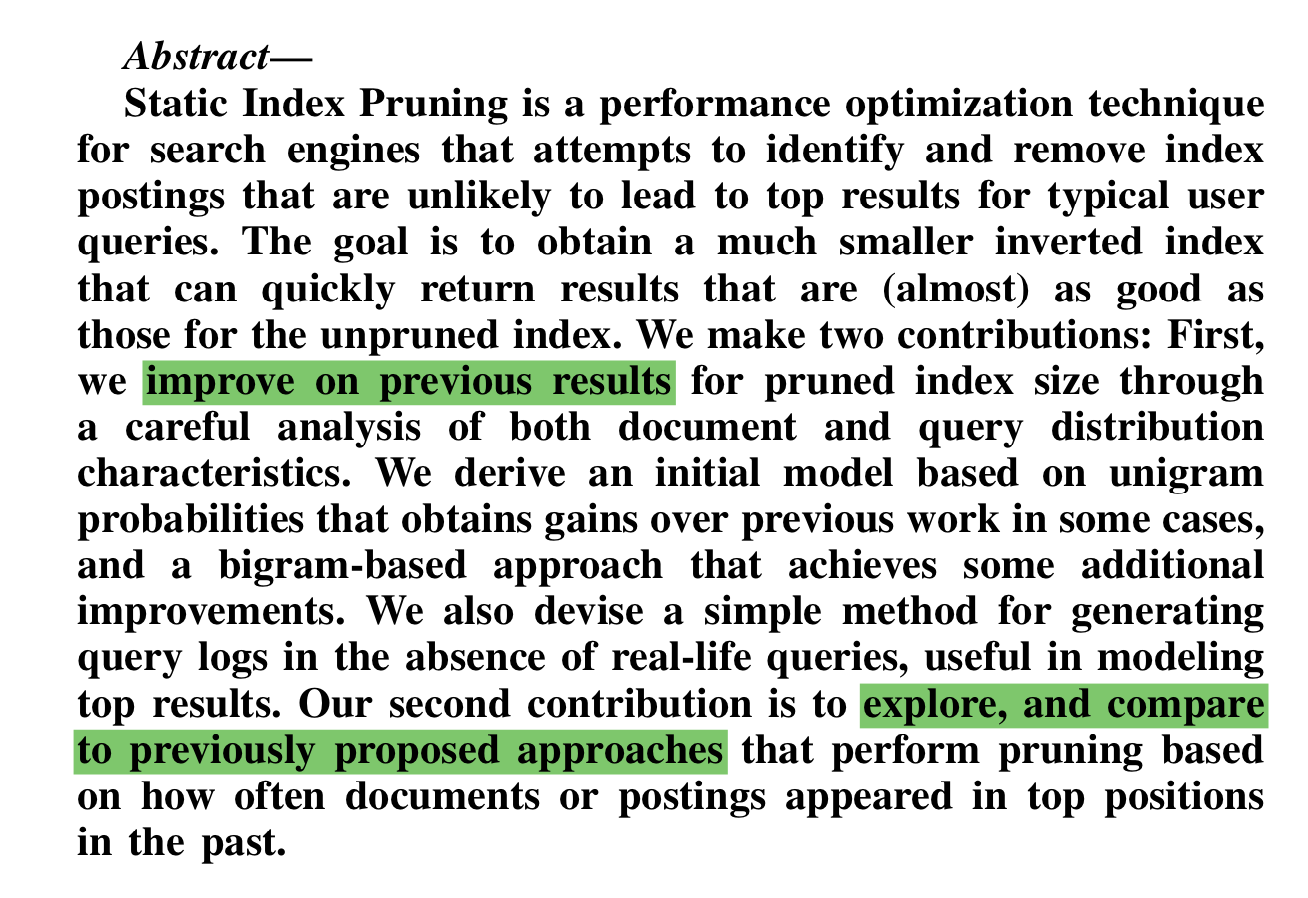 Abstract—
Static Index Pruning is a performance optimization technique
for search engines that attempts to identify and remove index
postings that are unlikely to lead to top results for typical user
queries. The goal is to obtain a much smaller inverted index
that can quickly return results that are (almost) as good as
those for the unpruned index. We make two contributions: First,
we improve on previous results for pruned index size through
a careful analysis of both document and query distribution
characteristics. We derive an initial model based on unigram
probabilities that obtains gains over previous work in some cases,
and a bigram-based approach that achieves some additional
improvements. We also devise a simple method for generating
query logs in the absence of real-life queries, useful in modeling
top results. Our second contribution is to explore, and compare
to previously proposed approaches that perform pruning based
on how often documents or postings appeared in top positions
in the past.